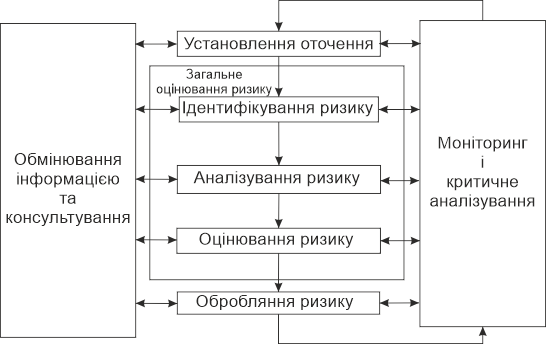 Установлення оточення
Загальне
оцінювання ризику
Ідентифікування ризику
Обмінювання
інформацією
та
консультування
Моніторинг
і
критичне
аналізування
Аналізування ризику
Оцінювання ризику
Обробляння ризику